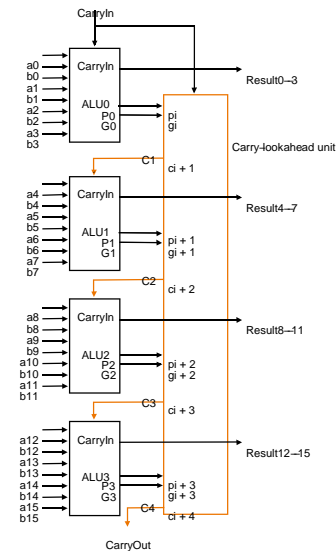 CarryIn
a0
b0
a1
b1
a2
b2
a3
b3
CarryIn
ALU0
P0
G0
Result0--3
pi
gi
Carry-lookahead unit
C1
ci + 1
a4
b4
a5
b5
a6
b6
a7
b7
CarryIn
ALU1
P1
G1
Result4--7
pi + 1
gi + 1
C2
ci + 2
a8
b8
a9
b9
a10
b10
a11
b11
CarryIn
ALU2
P2
G2
Result8--11
pi + 2
gi + 2
C3
ci + 3
a12
b12
a13
b13
a14
b14
a15
b15
CarryIn
ALU3
P3
G3
Result12--15
pi + 3
gi + 3
C4
ci + 4
CarryOut